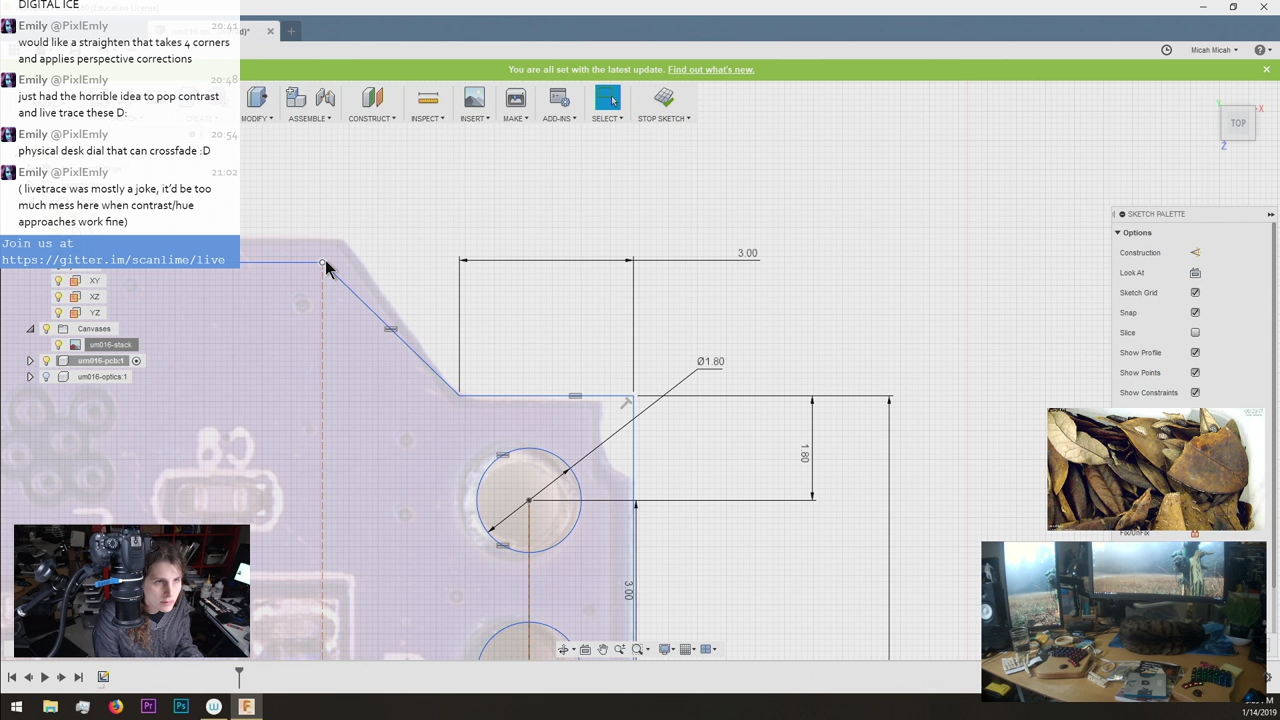 DIGITAL ICE
Emily @PixlEmly 20:41
would like a straighten that takes 4 corners
and applies perspective corrections
Emily @PixlEmly 20:48
just had the horrible idea to pop contrast
and live trace these D:
Emily @PixlEmly 20:54
physical desk dial that can crossfade :D
Emily @PixlEmly 21:02
( livetrace was mostly a joke, it'd be too
much mess here when contrast/hue
approaches work fine)
Join us at
https://gitter.im/scanlime/live
Micah Micah
You are all set with the latest update. Find out what's new.
MODIFY
ASSEMBLE
CONSTRUCT
INSPECT
INSERT
MAKE
ADD-INS
SELECT
STOP SKETCH
TOP
X
Z
XY
XZ
YZ
Canvases
um016-stack
um016-pcb:1
um016-optics:1
3.00
Ø1.80
1.80
3.00
SKETCH PALETTE
Options
Construction
Look At
Sketch Grid
Snap
Slice
Show Profile
Show Points
Show Constraints
Fix/UnFix
Pr
Ps
1/14/2019